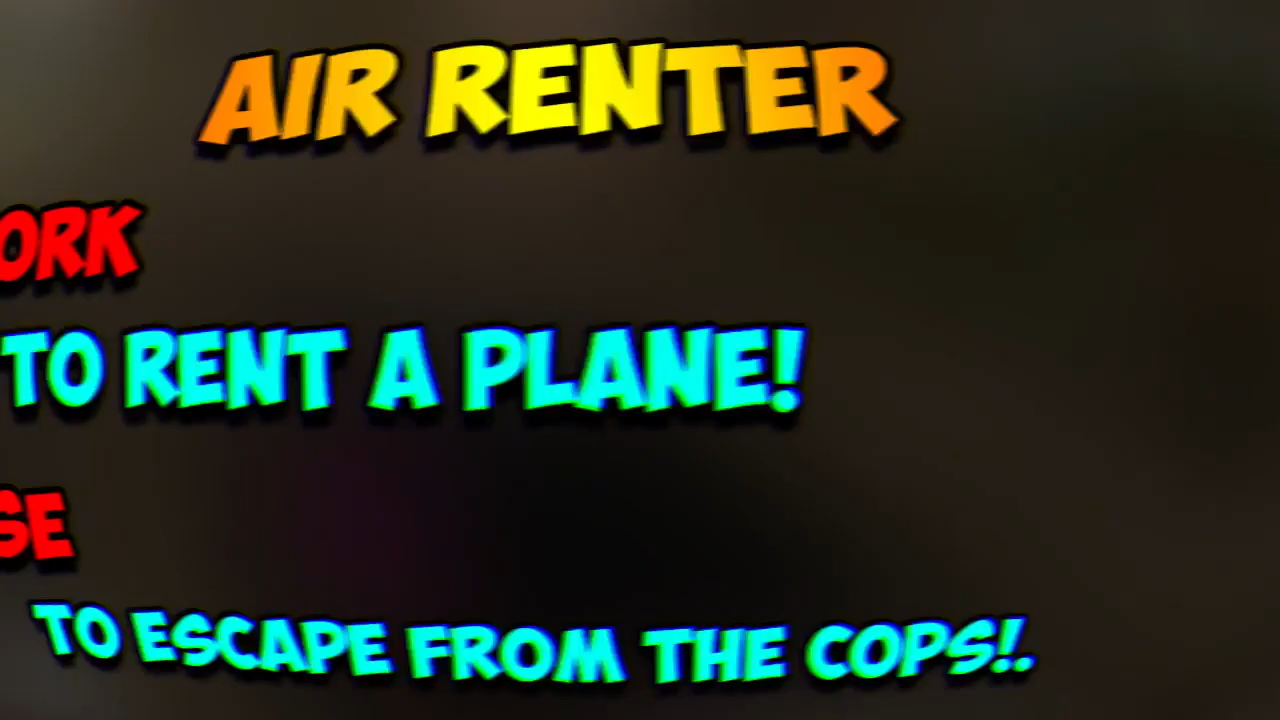 AIR RENTER
ORK
TO RENT A PLANE!
SE
TO ESCAPE FROM THE COPS!.